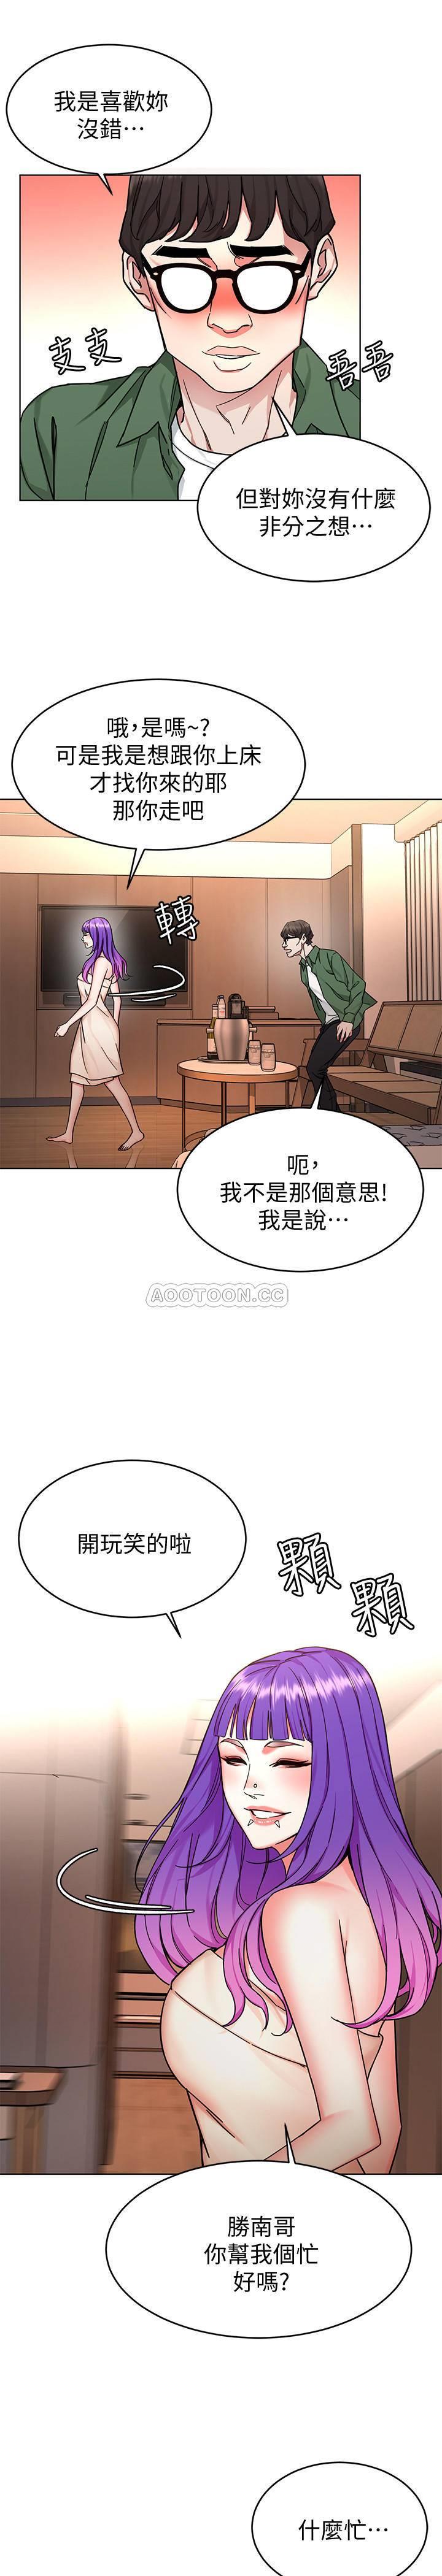 我是喜歡妳
沒錯⋯
支支
吾吾
但對妳沒有什麼
非分之想⋯
哦,是嗎~?
可是我是想跟你上床
才找你來的耶
那你走吧
轉
呃,
我不是那個意思!
我是說⋯
AOOTOON.CC
開玩笑的啦
顆
顆
勝南哥
你幫我個忙
好嗎?
什麼忙⋯